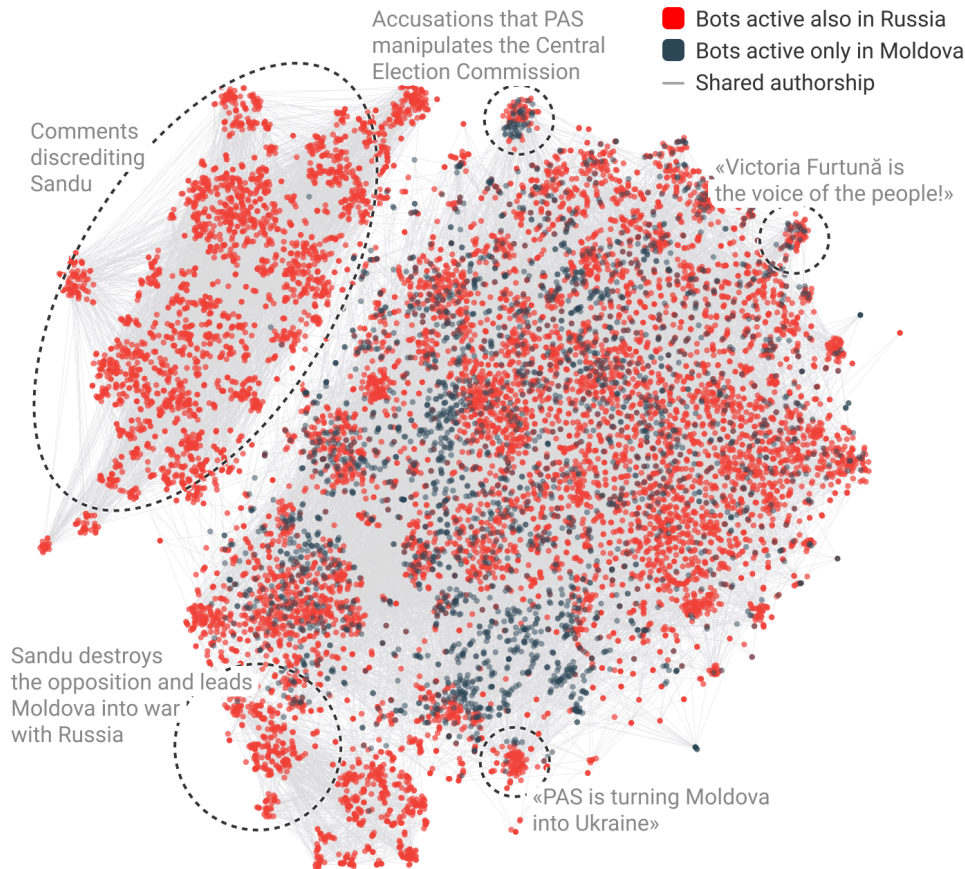 Accusations that PAS
manipulates the Central
Election Commission
Bots active also in Russia
Bots active only in Moldova
Shared authorship
Comments
discrediting
Sandu
«Victoria Furtună is
the voice of the people!»
Sandu destroys
the opposition and leads
Moldova into war
with Russia
«PAS is turning Moldova
into Ukraine»